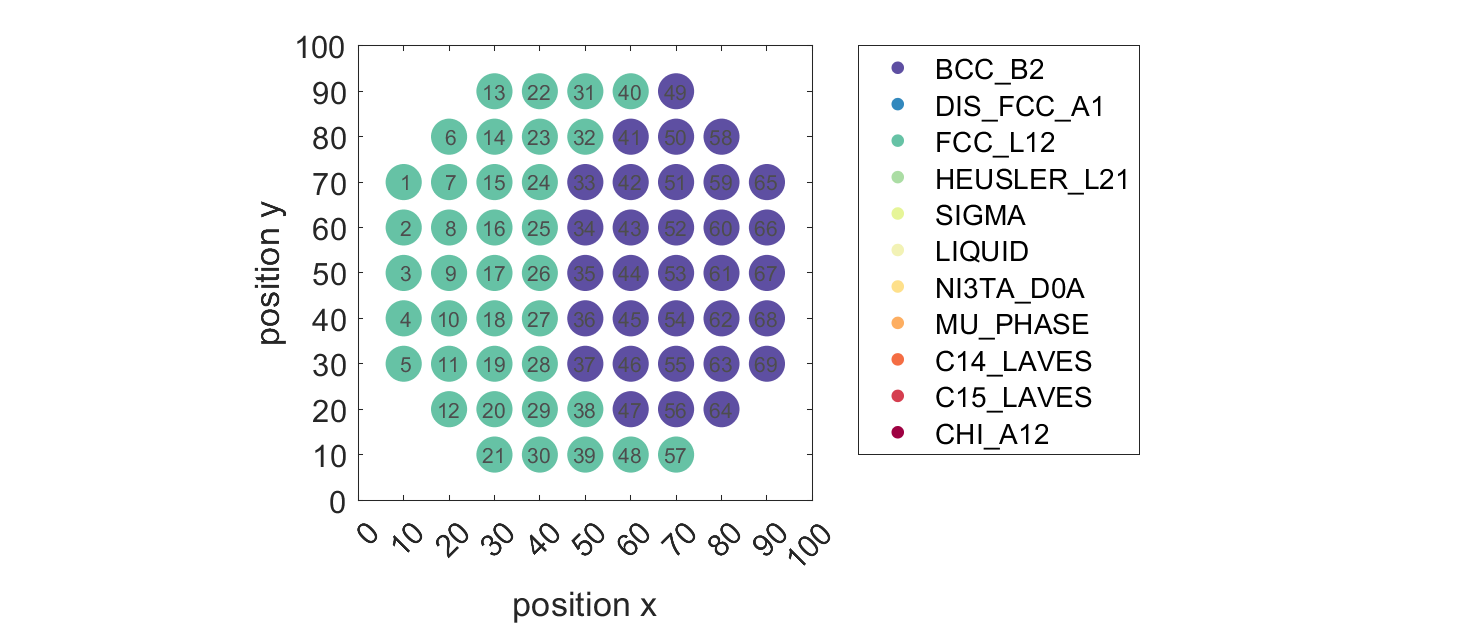 100
90
80
70
60
50
40
30
20
10
0
position y
13 22 31 40 49
6 14 23 32 41 50 58
1 7 15 24 33 42 51 59 65
2 8 16 25 34 43 52 60 66
3 9 17 26 35 44 53 61 67
4 10 18 27 36 45 54 62 68
5 11 19 28 37 46 55 63 69
12 20 29 38 47 56 64
21 30 39 48 57
0 10 20 30 40 50 60 70 80 90 100
position x
BCC_B2
DIS_FCC_A1
FCC_L12
HEUSLER_L21
SIGMA
LIQUID
NI3TA_D0A
MU_PHASE
C14_LAVES
C15_LAVES
CHI_A12